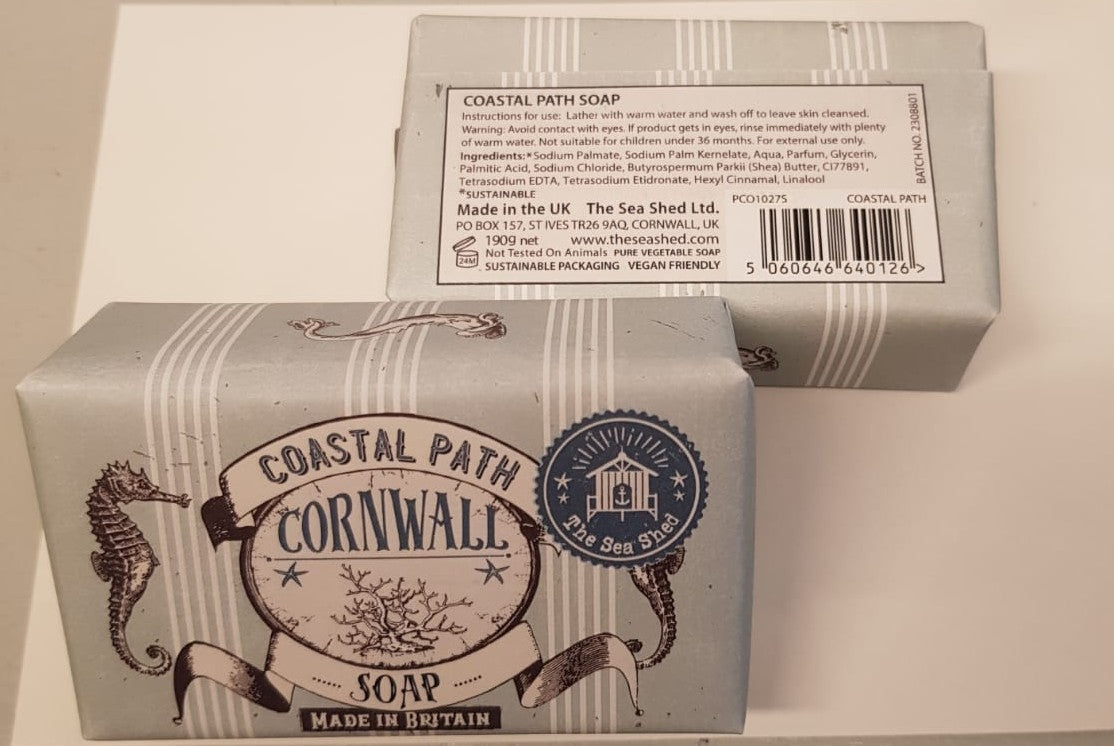 COASTAL PATH SOAP
Instructions for use: Lather with warm water and wash off to leave skin cleansed.
Warning: Avoid contact with eyes. If product gets in eyes, rinse immediately with plenty
of warm water. Not suitable for children under 36 months. For external use only.
Ingredients:*Sodium Palmate, Sodium Palm Kernelate, Aqua, Parfum, Glycerin,
Palmitic Acid, Sodium Chloride, Butyrospermum Parkii (Shea) Butter, CI77891,
Tetrasodium EDTA, Tetrasodium Etidronate, Hexyl Cinnamal, Linalool
*SUSTAINABLE
Made in the UK The Sea Shed Ltd.
PO BOX 157, ST IVES TR26 9AQ, CORNWALL, UK
190g net www.theseashed.com
24M
Not Tested On Animals PURE VEGETABLE SOAP
SUSTAINABLE PACKAGING VEGAN FRIENDLY
BATCH NO. 2308801
PCO1027S COASTAL PATH
5 060646 640126 >
COASTAL PATH
CORNWALL
SOAP
MADE IN BRITAIN
The Sea Shed